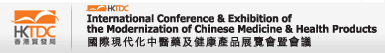 HKTDC
香港貿發局
International Conference & Exhibition of
the Modernization of Chinese Medicine & Health Products
國際現代化中醫藥及健康產品展覽會暨會議